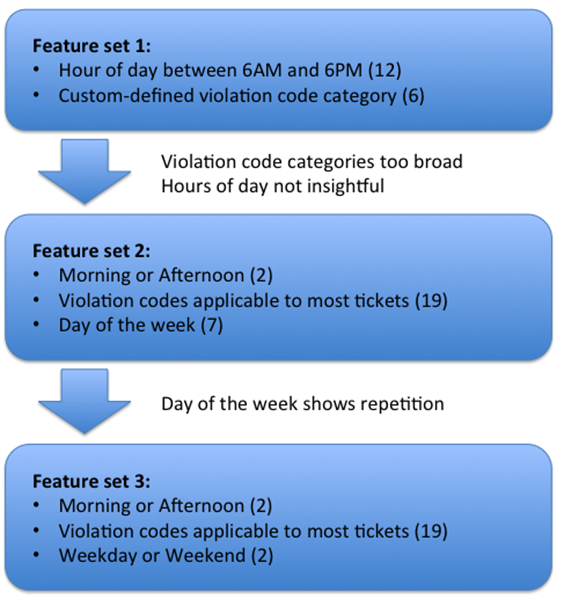 Feature set 1:
• Hour of day between 6AM and 6PM (12)
• Custom-defined violation code category (6)
Violation code categories too broad
Hours of day not insightful
Feature set 2:
• Morning or Afternoon (2)
• Violation codes applicable to most tickets (19)
• Day of the week (7)
Day of the week shows repetition
Feature set 3:
• Morning or Afternoon (2)
• Violation codes applicable to most tickets (19)
• Weekday or Weekend (2)